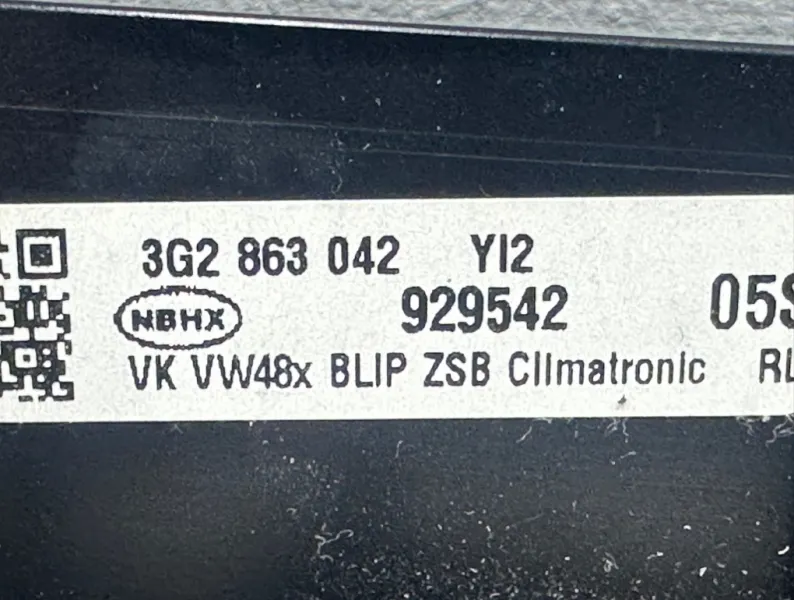 3G2 863 042 YI2
NBHX 929542 05S
VK VW48x BLIP ZSB Climatronic RL